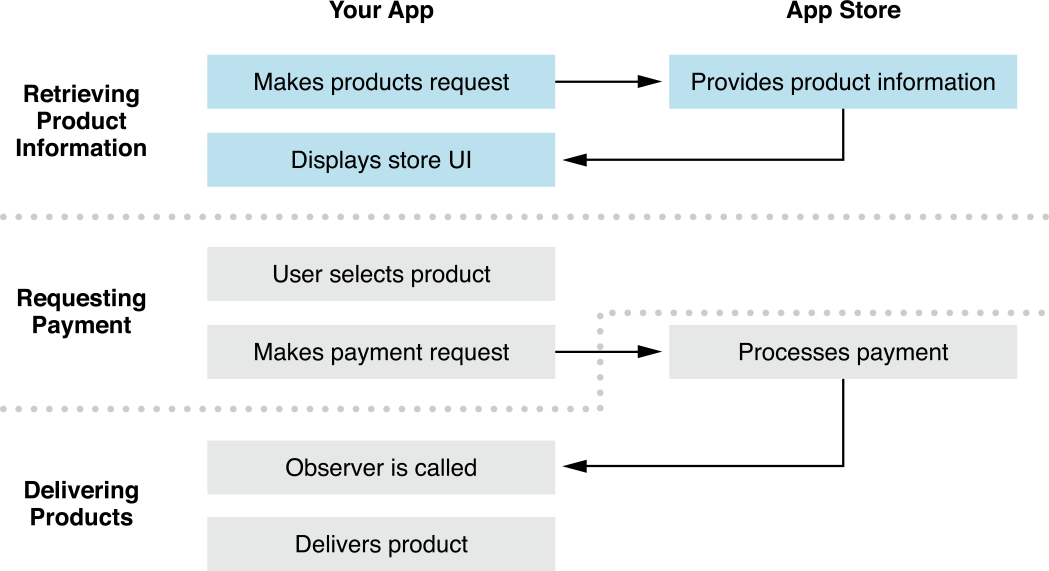 Your App
App Store
Retrieving
Product
Information
Makes products request
Provides product information
Displays store UI
Requesting
Payment
User selects product
Makes payment request
Processes payment
Delivering
Products
Observer is called
Delivers product